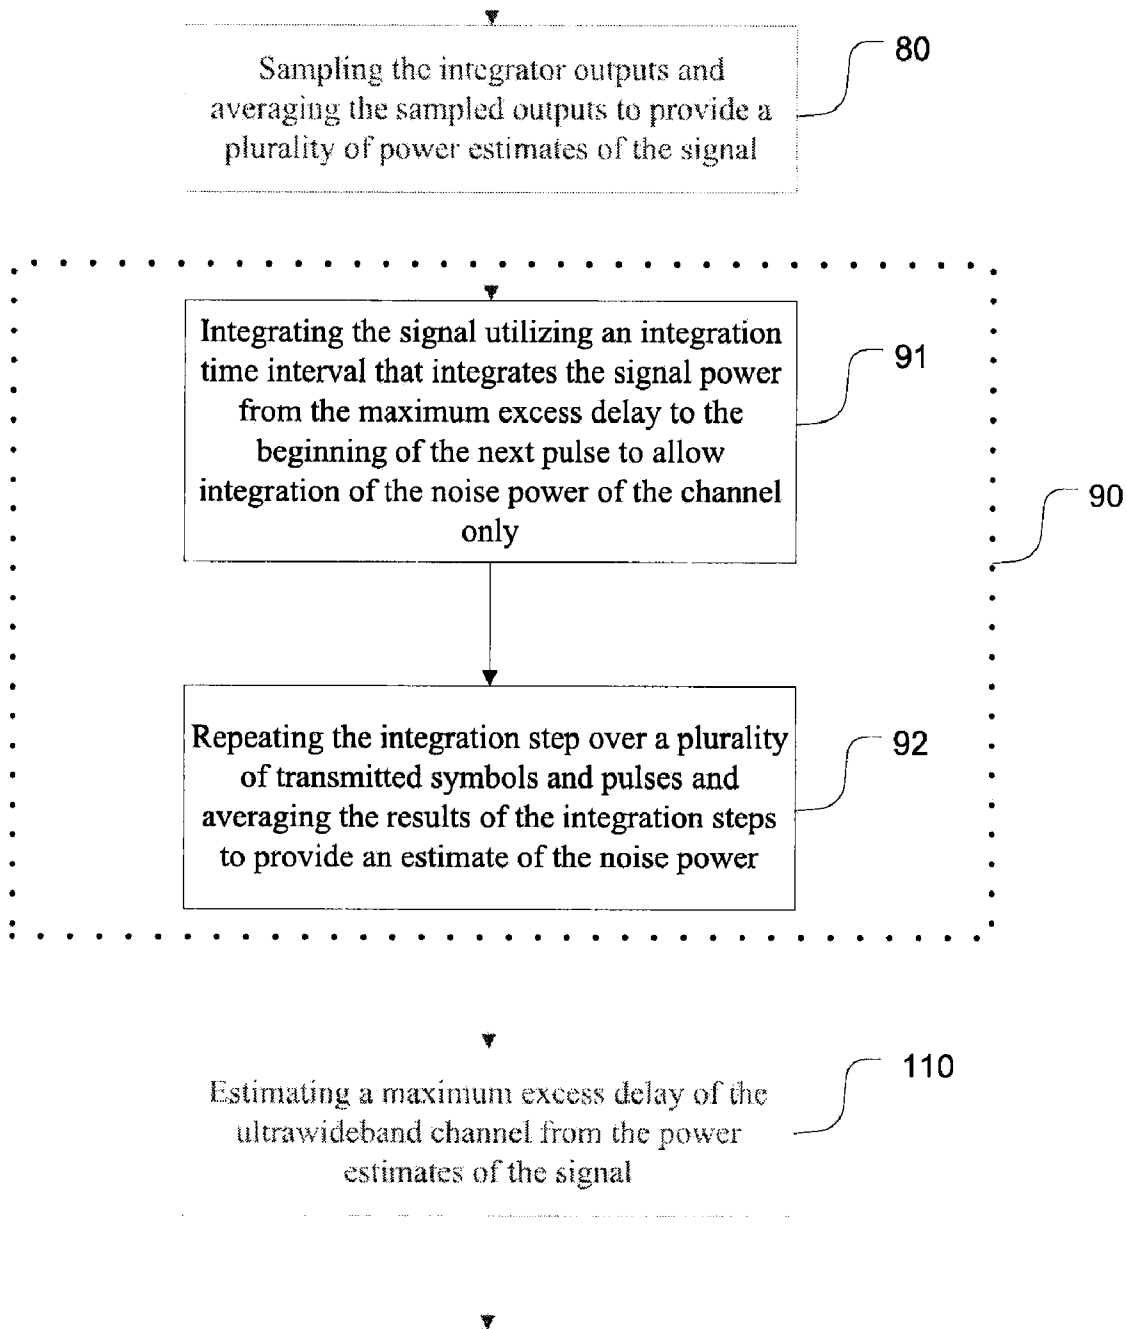 80
Sampling the integrator outputs and
averaging the sampled outputs to provide a
plurality of power estimates of the signal
91
Integrating the signal utilizing an integration
time interval that integrates the signal power
from the maximum excess delay to the
beginning of the next pulse to allow
integration of the noise power of the channel
only
90
92
Repeating the integration step over a plurality
of transmitted symbols and pulses and
averaging the results of the integration steps
to provide an estimate of the noise power
110
Estimating a maximum excess delay of the
ultrawideband channel from the power
estimates of the signal